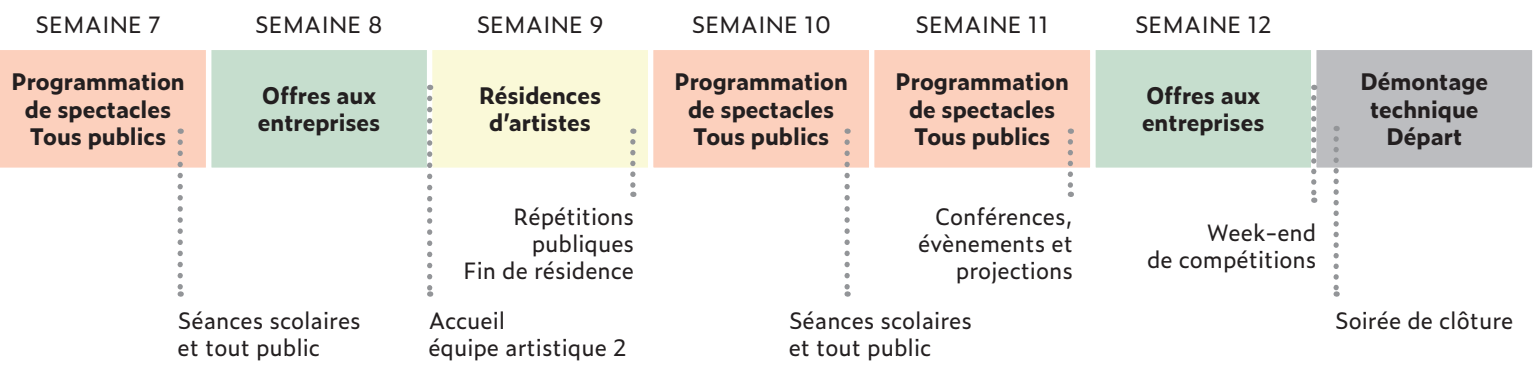 SEMAINE 7
SEMAINE 8
SEMAINE 9
SEMAINE 10
SEMAINE 11
SEMAINE 12
Programmation
de spectacles
Tous publics
Offres aux
entreprises
Résidences
d'artistes
Programmation
de spectacles
Tous publics
Programmation
de spectacles
Tous publics
Offres aux
entreprises
Démontage
technique
Départ
Répétitions
publiques
Fin de résidence
Conférences,
évènements et
projections
Week-end
de compétitions
Séances scolaires
et tout public
Accueil
équipe artistique 2
Séances scolaires
et tout public
Soirée de clôture